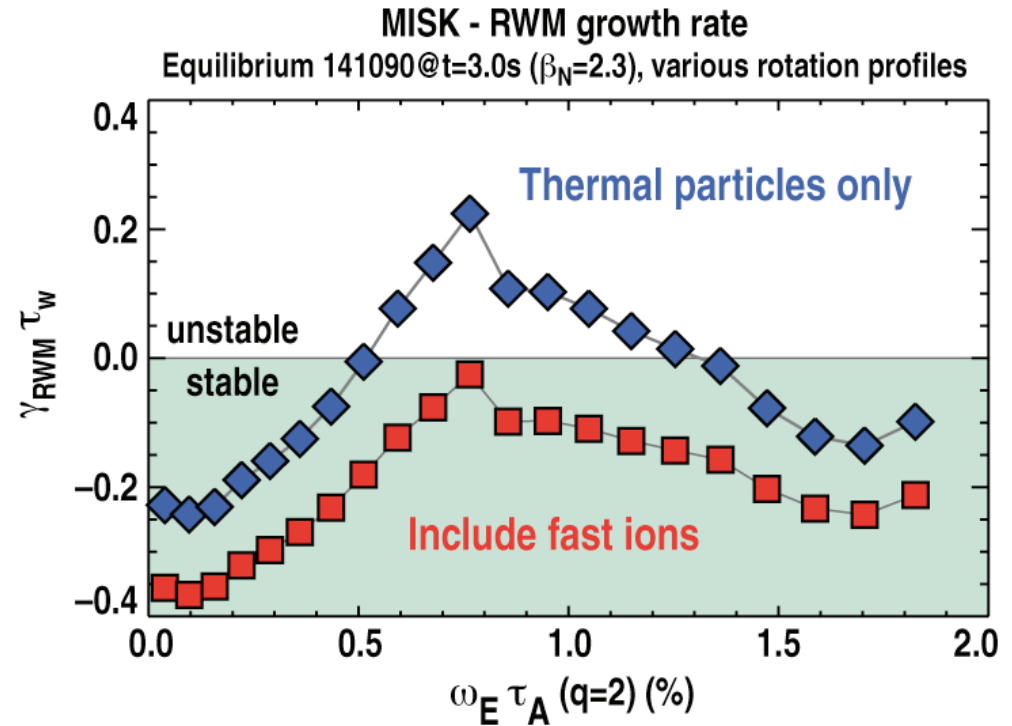 MISK - RWM growth rate
Equilibrium 141090@t=3.0s (βN=2.3), various rotation profiles
0.4
Thermal particles only
0.2
γRWM τw
unstable
0.0
stable
−0.2
Include fast ions
−0.4
0.0 0.5 1.0 1.5 2.0
ωE τA (q=2) (%)